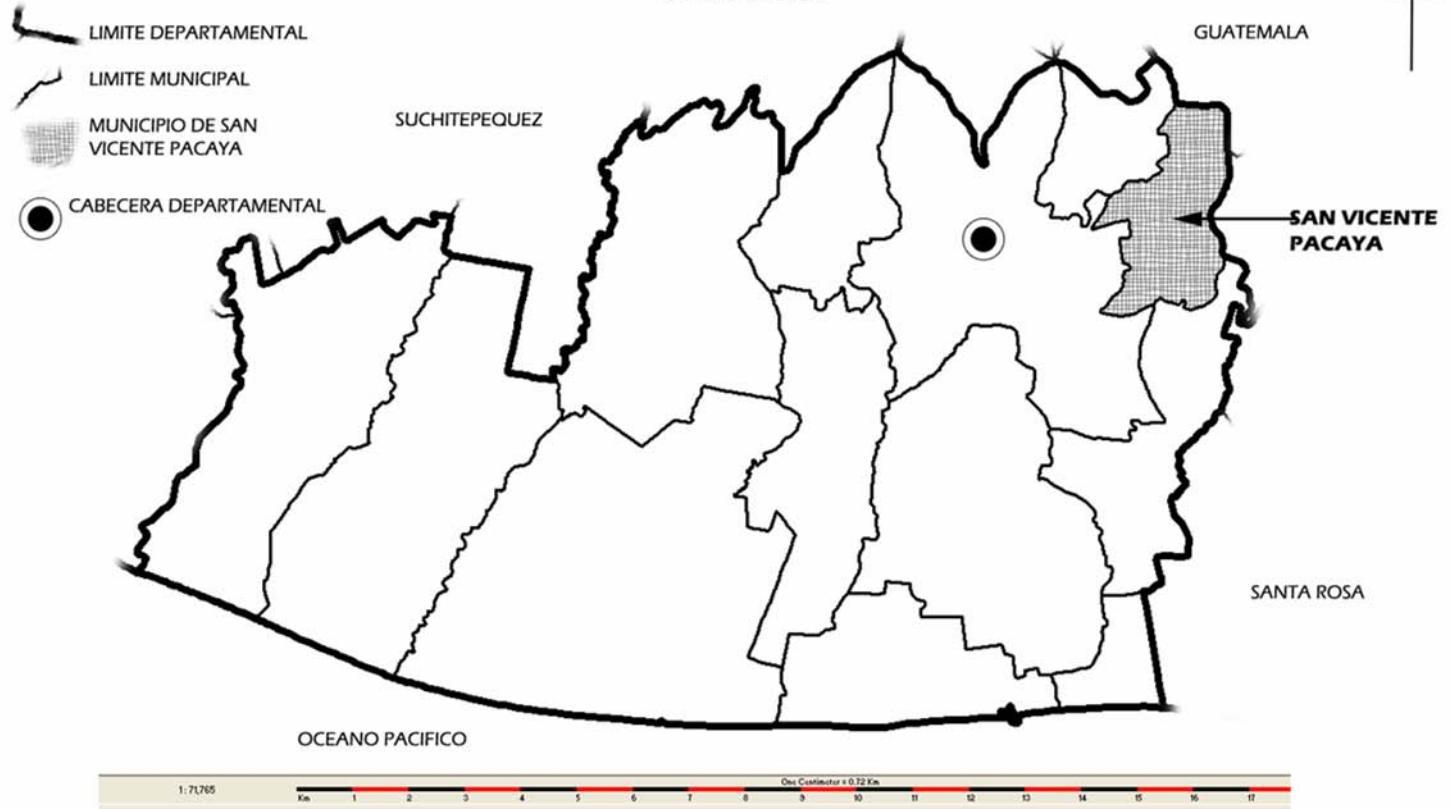 LIMITE DEPARTAMENTAL
LIMITE MUNICIPAL
MUNICIPIO DE SAN
VICENTE PACAYA
CABECERA DEPARTAMENTAL
SUCHITEPEQUEZ
GUATEMALA
SAN VICENTE
PACAYA
SANTA ROSA
OCEANO PACIFICO
1: 71,765
One Centimeter = 0.72 Km
Km 1 2 3 4 5 6 7 8 9 10 11 12 13 14 15 16 17